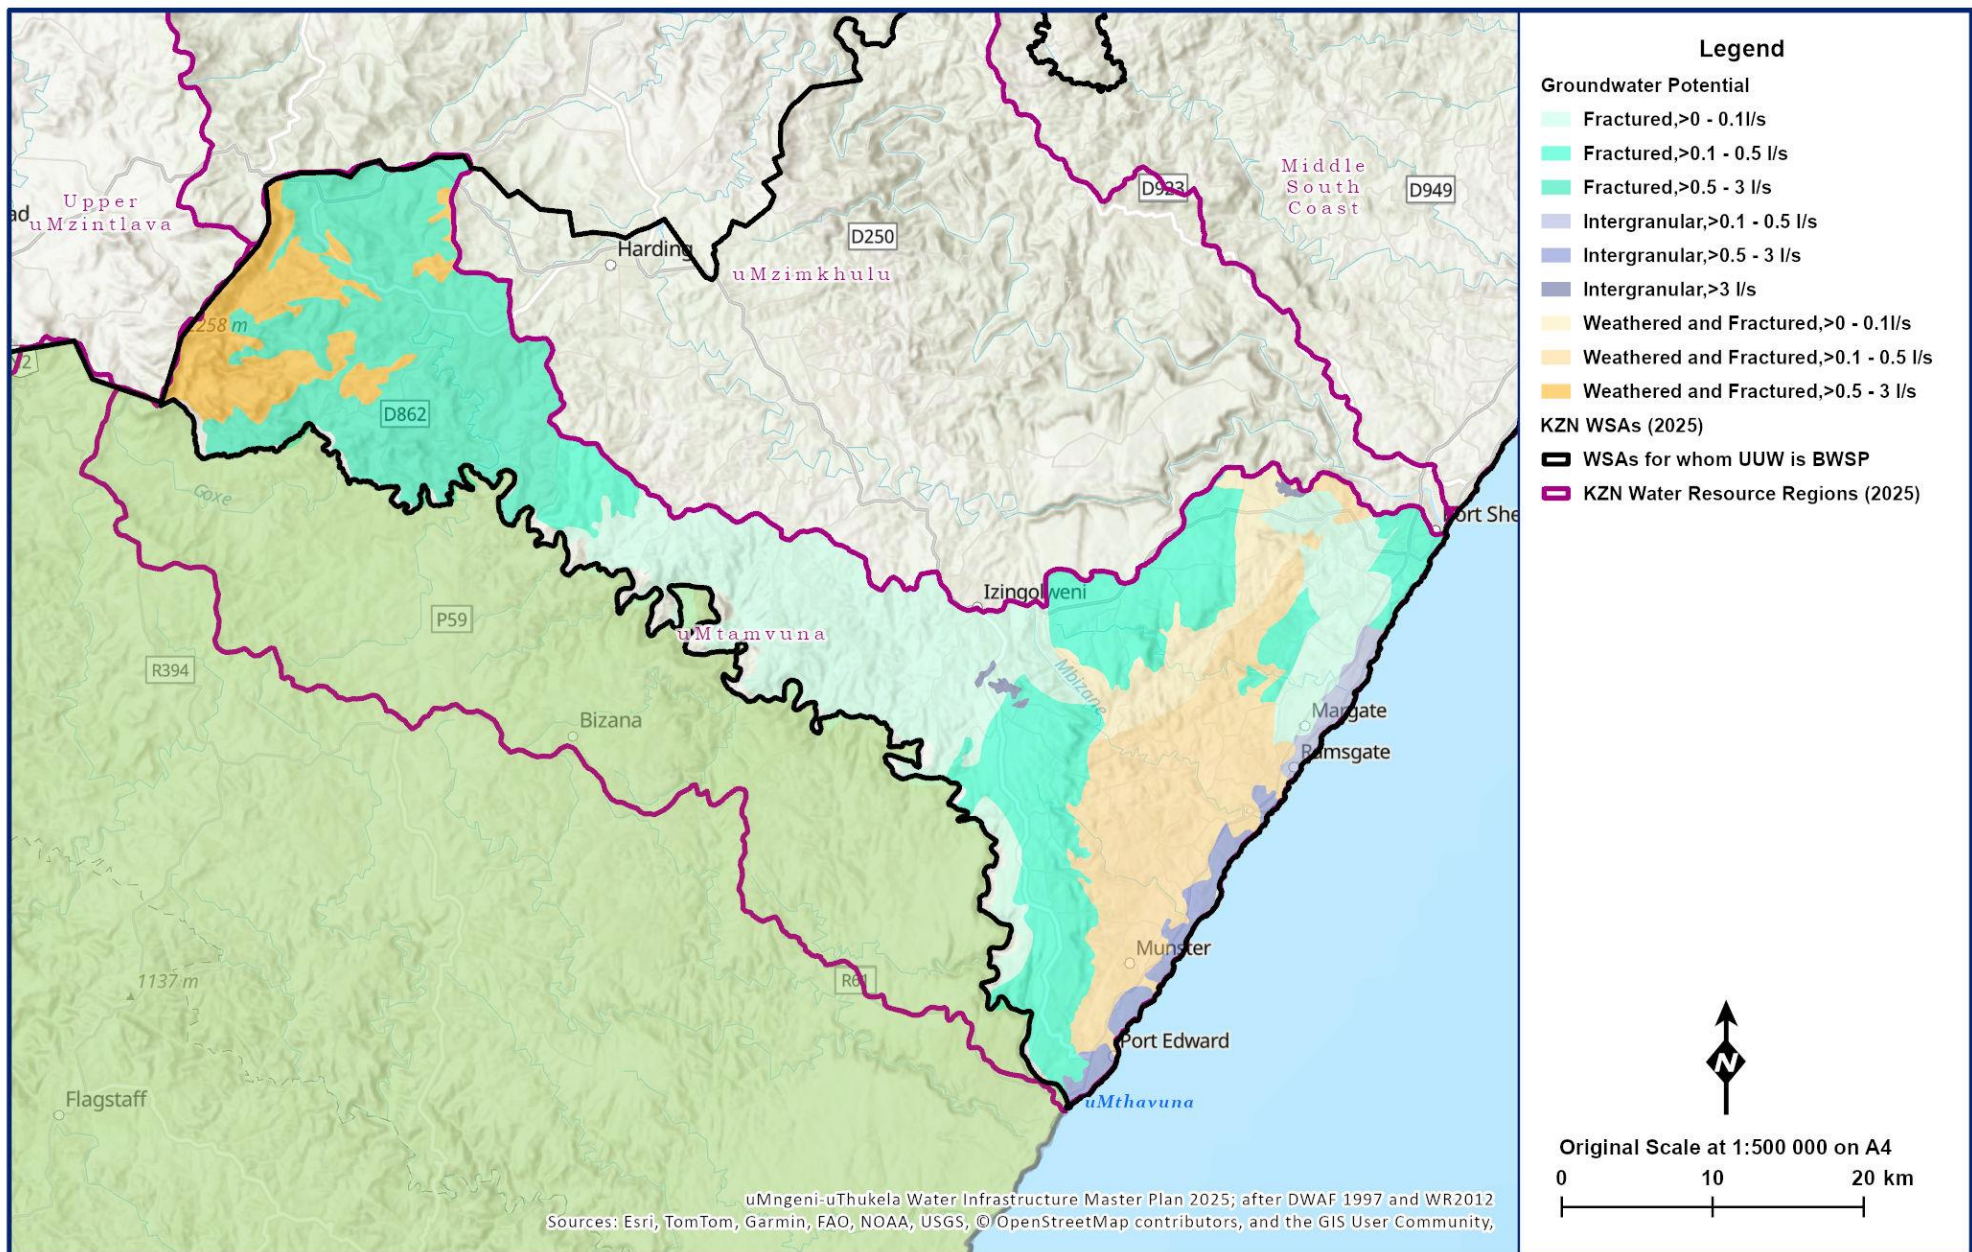 Legend
Groundwater Potential
Fractured,>0 - 0.1l/s
Fractured,>0.1 - 0.5 l/s
Fractured,>0.5 - 3 l/s
Intergranular,>0.1 - 0.5 l/s
Intergranular,>0.5 - 3 l/s
Intergranular,>3 l/s
Weathered and Fractured,>0 - 0.1l/s
Weathered and Fractured,>0.1 - 0.5 l/s
Weathered and Fractured,>0.5 - 3 l/s
KZN WSAs (2025)
WSAs for whom UUW is BWSP
KZN Water Resource Regions (2025)
Middle
South
Coast
D923
D949
Upper
uMzintlava
ad
D250
Harding
uMzimkhulu
2258 m
2
D862
Goxe
ort She
Izingolweni
P59
uMtamvuna
R394
Mbizane
Bizana
Margate
Ramsgate
Munster
1137 m
R61
Port Edward
Flagstaff
uMthavuna
N
Original Scale at 1:500 000 on A4
0 10 20 km
uMngeni-uThukela Water Infrastructure Master Plan 2025; after DWAF 1997 and WR2012
Sources: Esri, TomTom, Garmin, FAO, NOAA, USGS, © OpenStreetMap contributors, and the GIS User Community,